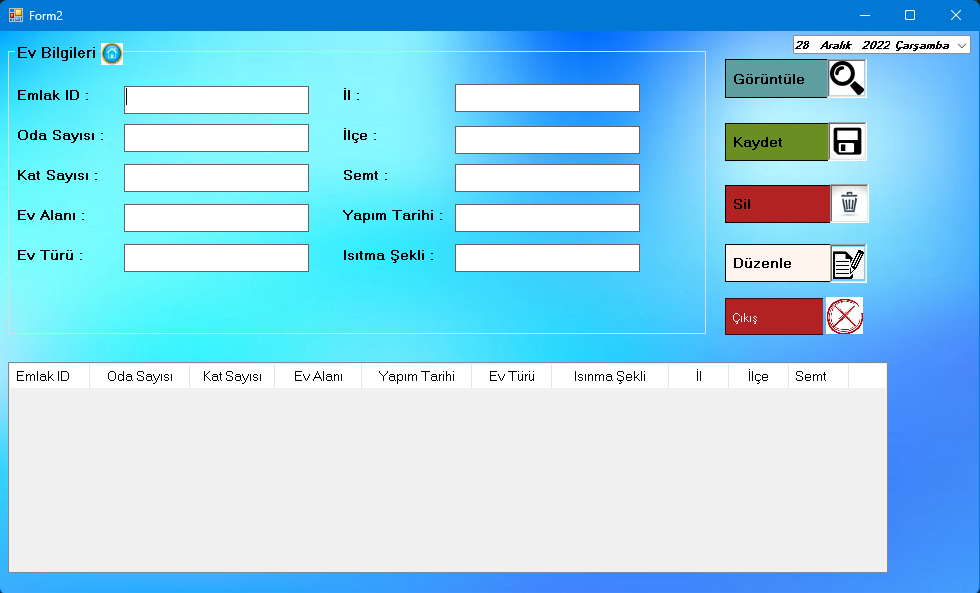 Form2
28 Aralık 2022 Çarşamba
Ev Bilgileri
Görüntüle
Emlak ID : İl :
Oda Sayısı : İlçe :
Kaydet
Kat Sayısı : Semt :
Sil
Ev Alanı : Yapım Tarihi :
Ev Türü : Isıtma Şekli :
Düzenle
Çıkış
Emlak ID Oda Sayısı Kat Sayısı Ev Alanı Yapım Tarihi Ev Türü Isınma Şekli İl İlçe Semt